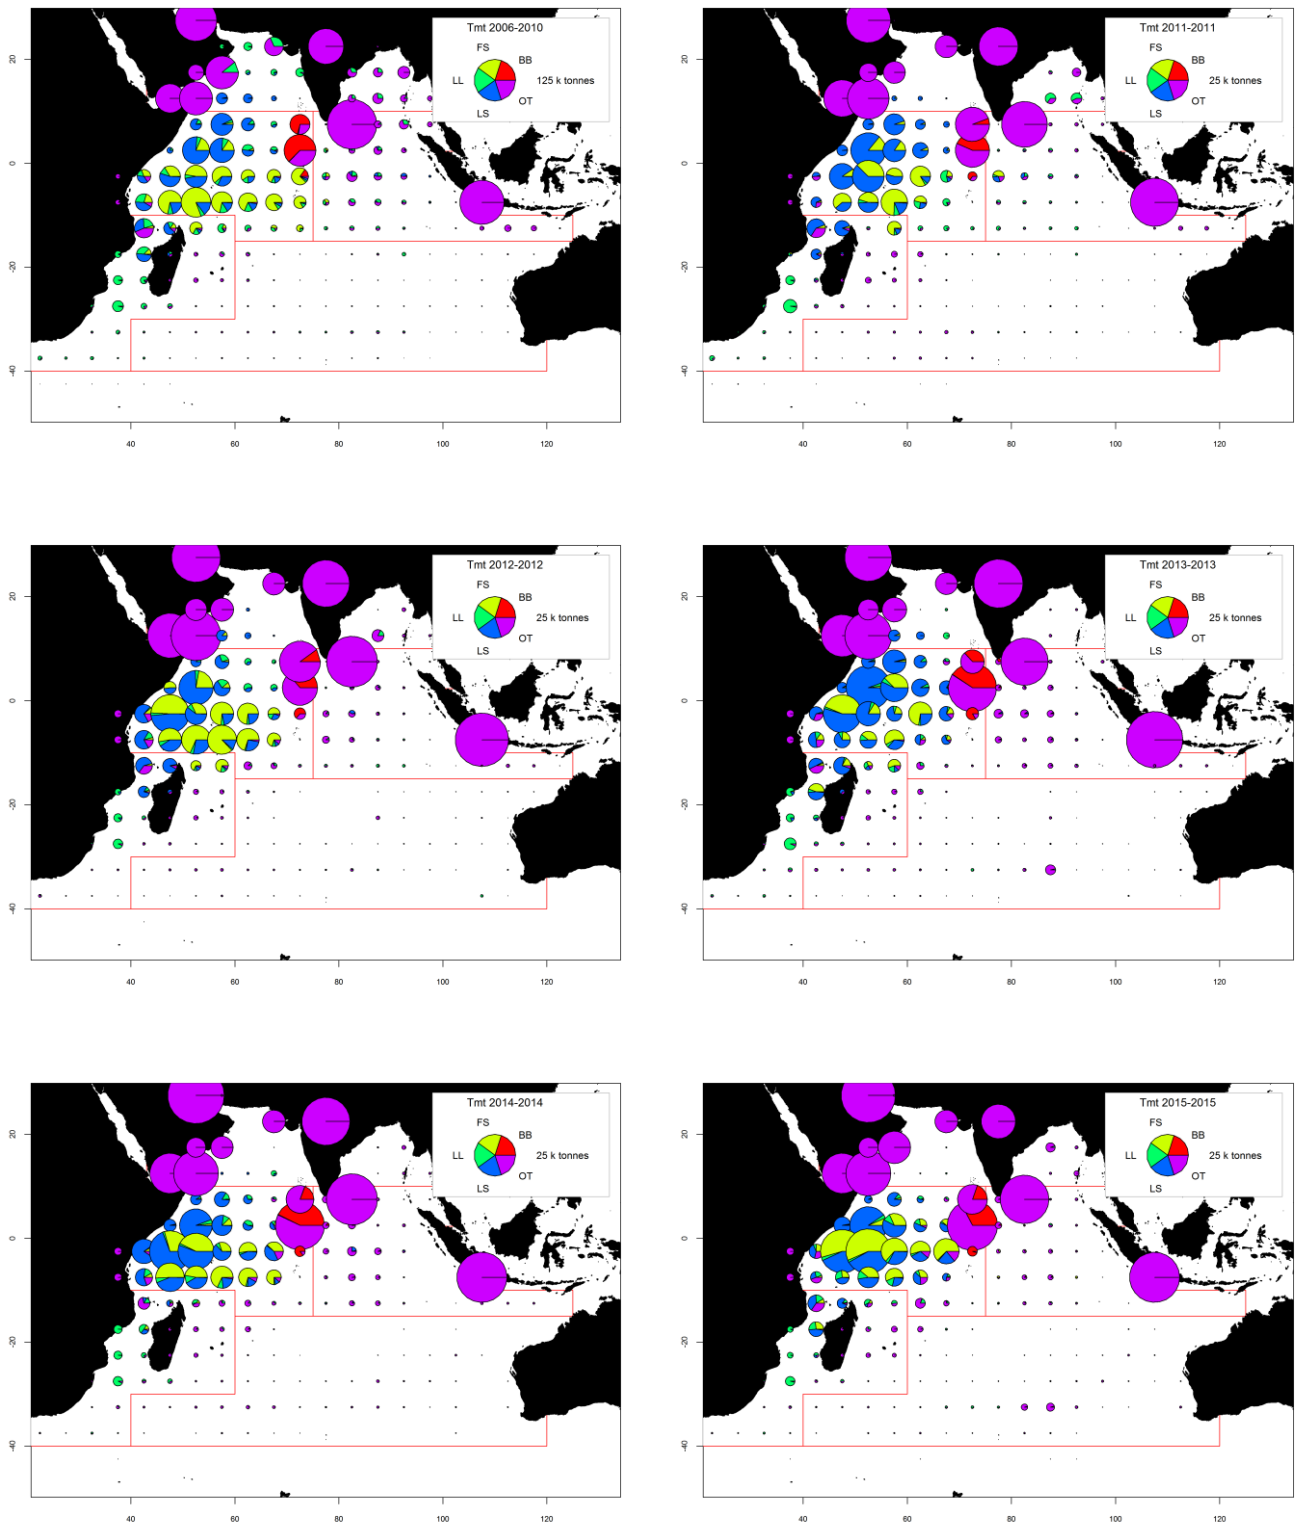 Tmt 2006-2010
FS
BB
LL
125 k tonnes
OT
LS
20
0
-20
-40
40
60
80
100
120
Tmt 2011-2011
FS
BB
LL
25 k tonnes
OT
LS
20
0
-20
-40
40
60
80
100
120
Tmt 2012-2012
FS
BB
LL
25 k tonnes
OT
LS
20
0
-20
-40
40
60
80
100
120
Tmt 2013-2013
FS
BB
LL
25 k tonnes
OT
LS
20
0
-20
-40
40
60
80
100
120
Tmt 2014-2014
FS
BB
LL
25 k tonnes
OT
LS
20
0
-20
-40
40
60
80
100
120
Tmt 2015-2015
FS
BB
LL
25 k tonnes
OT
LS
20
0
-20
-40
40
60
80
100
120